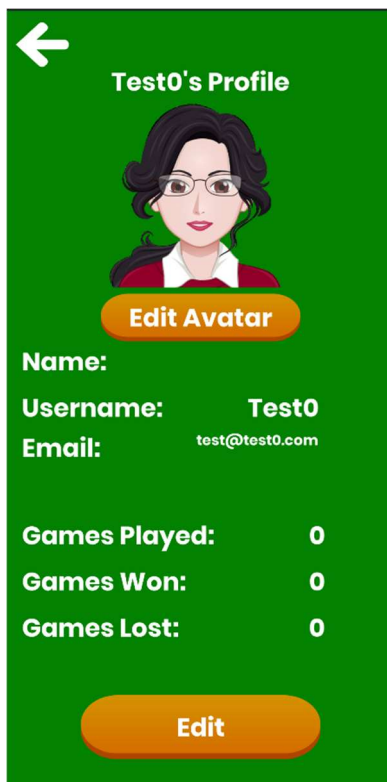 Test0's Profile
Edit Avatar
Name:
Username: Test0
Email: test@test0.com
Games Played: 0
Games Won: 0
Games Lost: 0
Edit